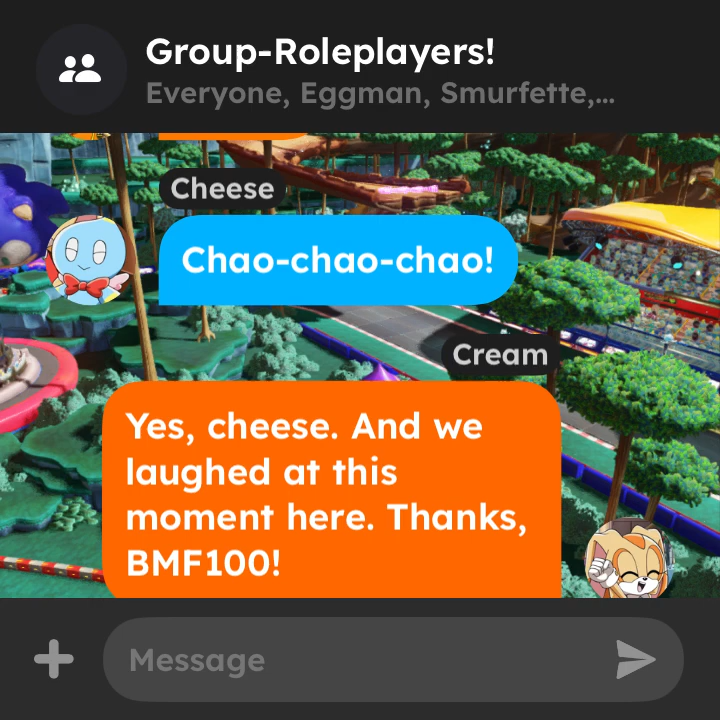 Group-Roleplayers!
Everyone, Eggman, Smurfette,...
Cheese
Chao-chao-chao!
Cream
Yes, cheese. And we
laughed at this
moment here. Thanks,
BMF100!
Message